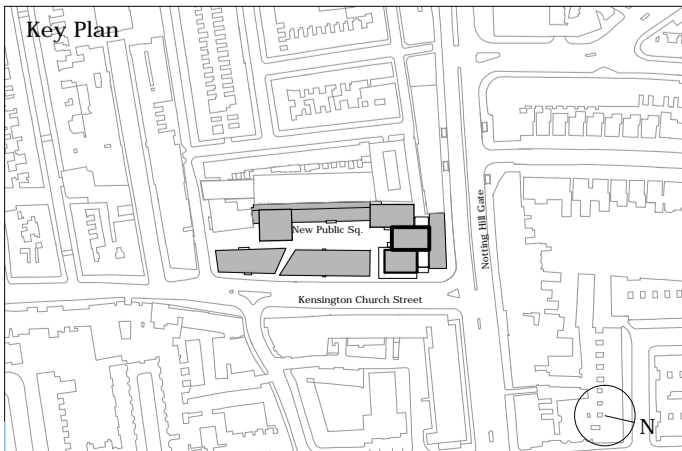 Key Plan
New Public Sq.
Notting Hill Gate
Kensington Church Street
N